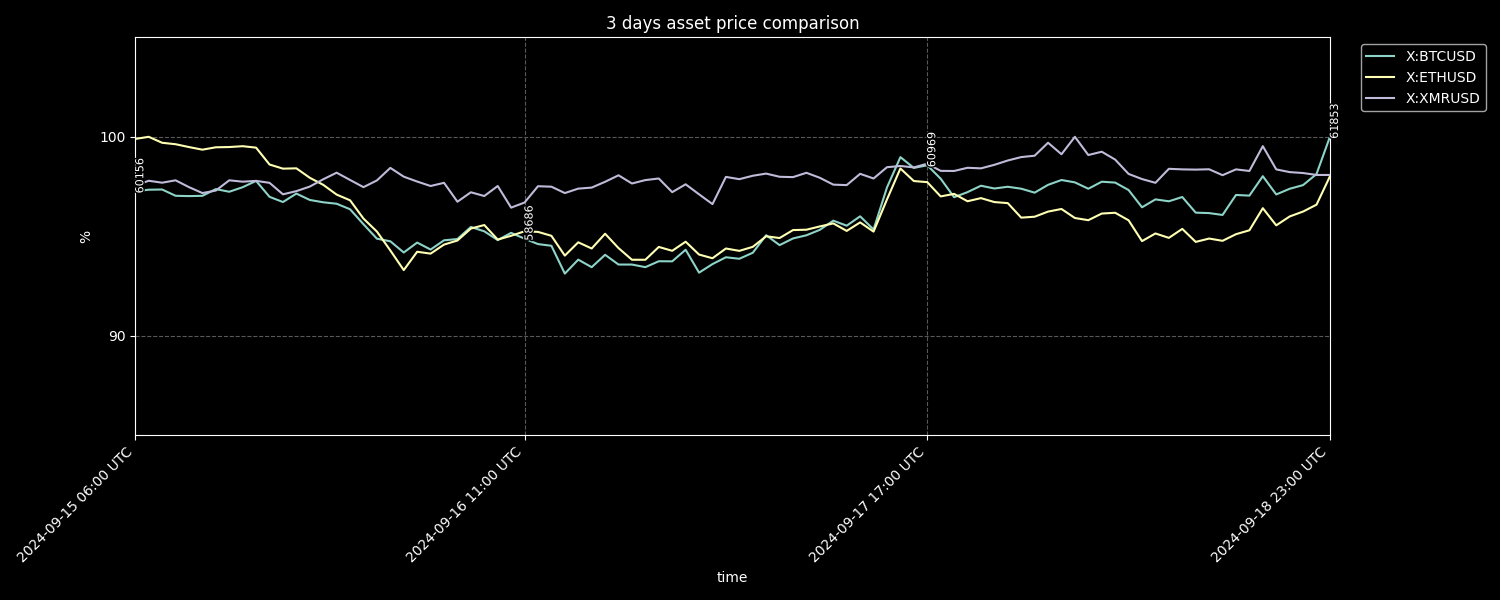 3 days asset price comparison
X:BTCUSD
X:ETHUSD
X:XMRUSD
100
90
%
60156
58686
60969
61853
2024-09-15 06:00 UTC
2024-09-16 11:00 UTC
2024-09-17 17:00 UTC
2024-09-18 23:00 UTC
time